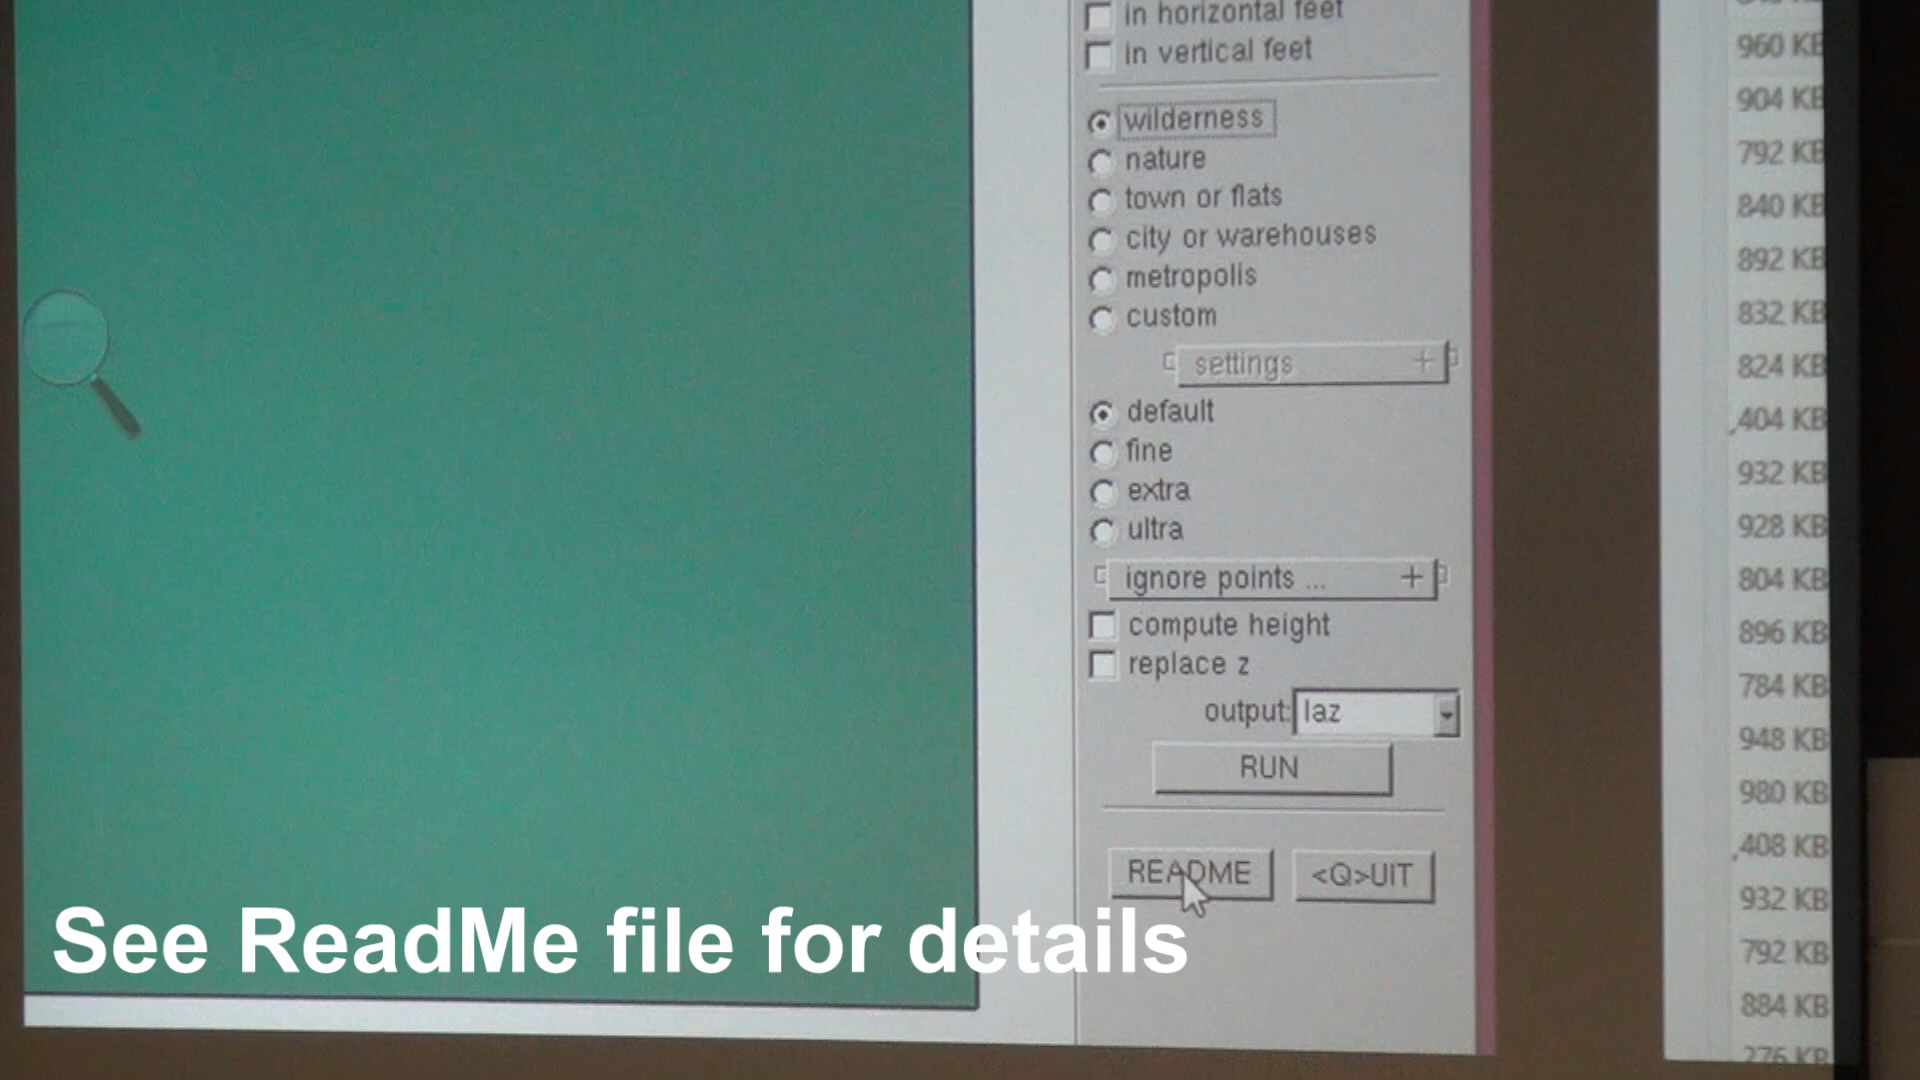 in horizontal feet
in vertical feet
wilderness
nature
town or flats
city or warehouses
metropolis
custom
settings +
default
fine
extra
ultra
ignore points ... +
compute height
replace z
output: laz
RUN
README <Q>UIT
See ReadMe file for details
960 KB
904 KB
792 KB
840 KB
892 KB
832 KB
824 KB
,404 KB
932 KB
928 KB
804 KB
896 KB
784 KB
948 KB
980 KB
,408 KB
932 KB
792 KB
884 KB
276 KB